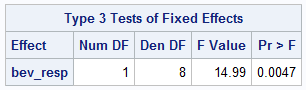 Type 3 Tests of Fixed Effects
Effect Num DF Den DF F Value Pr > F
bev_resp 1 8 14.99 0.0047